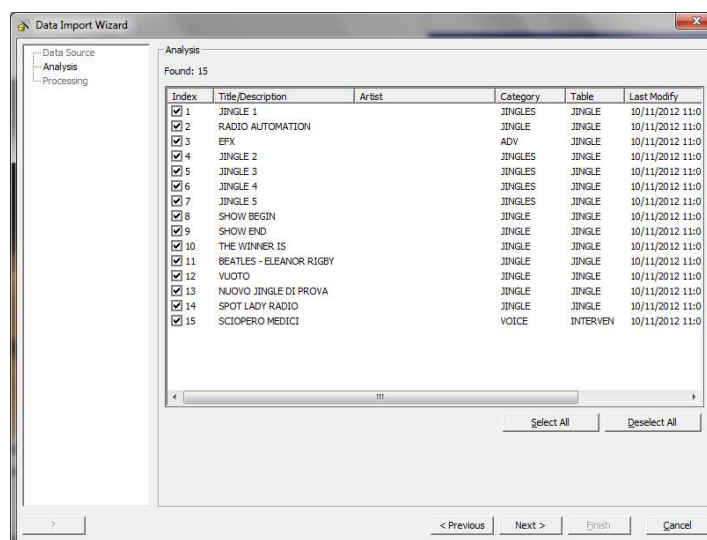 Data Import Wizard
Data Source
Analysis
Processing
Analysis
Found: 15
Index Title/Description Artist Category Table Last Modify
1 JINGLE 1 JINGLES JINGLE 10/11/2012 11:0
2 RADIO AUTOMATION JINGLE JINGLE 10/11/2012 11:0
3 EFX ADV JINGLE 10/11/2012 11:0
4 JINGLE 2 JINGLES JINGLE 10/11/2012 11:0
5 JINGLE 3 JINGLES JINGLE 10/11/2012 11:0
6 JINGLE 4 JINGLES JINGLE 10/11/2012 11:0
7 JINGLE 5 JINGLES JINGLE 10/11/2012 11:0
8 SHOW BEGIN JINGLE JINGLE 10/11/2012 11:0
9 SHOW END JINGLE JINGLE 10/11/2012 11:0
10 THE WINNER IS JINGLE JINGLE 10/11/2012 11:0
11 BEATLES - ELEANOR RIGBY JINGLE JINGLE 10/11/2012 11:0
12 VUOTO JINGLE JINGLE 10/11/2012 11:0
13 NUOVO JINGLE DI PROVA JINGLE JINGLE 10/11/2012 11:0
14 SPOT LADY RADIO JINGLE JINGLE 10/11/2012 11:0
15 SCIOPERO MEDICI VOICE INTERVEN 10/11/2012 11:0
Select All Deselect All
? < Previous Next > Finish Cancel